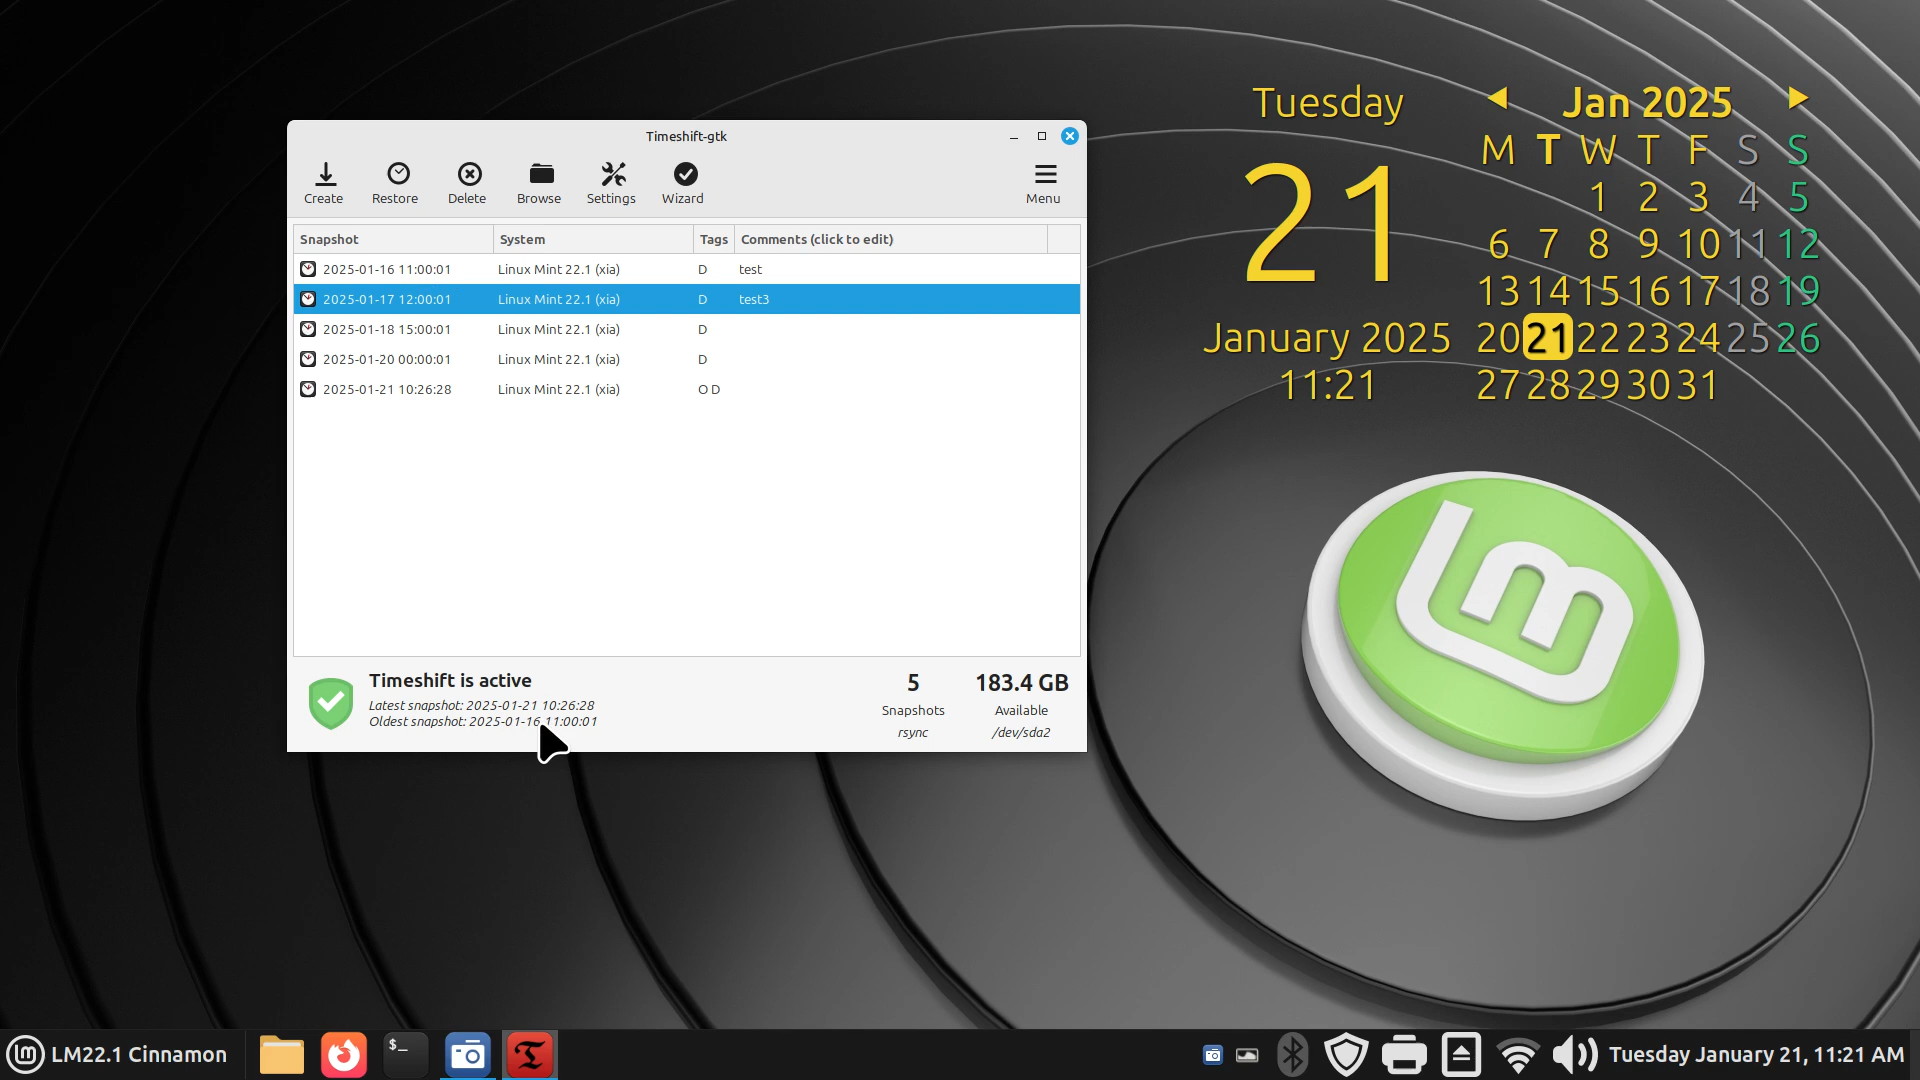 Timeshift-gtk
Create Restore Delete Browse Settings Wizard Menu
Snapshot System Tags Comments (click to edit)
2025-01-16 11:00:01 Linux Mint 22.1 (xia) D test
2025-01-17 12:00:01 Linux Mint 22.1 (xia) D test3
2025-01-18 15:00:01 Linux Mint 22.1 (xia) D
2025-01-20 00:00:01 Linux Mint 22.1 (xia) D
2025-01-21 10:26:28 Linux Mint 22.1 (xia) O D
Timeshift is active
Latest snapshot: 2025-01-21 10:26:28
Oldest snapshot: 2025-01-16 11:00:01
5
Snapshots
rsync
183.4 GB
Available
/dev/sda2
Tuesday
21
January 2025
11:21
Jan 2025
M T W T F S S
1 2 3 4 5
6 7 8 9 10 11 12
13 14 15 16 17 18 19
20 21 22 23 24 25 26
27 28 29 30 31
lm
LM22.1 Cinnamon
$_
T
Tuesday January 21, 11:21 AM